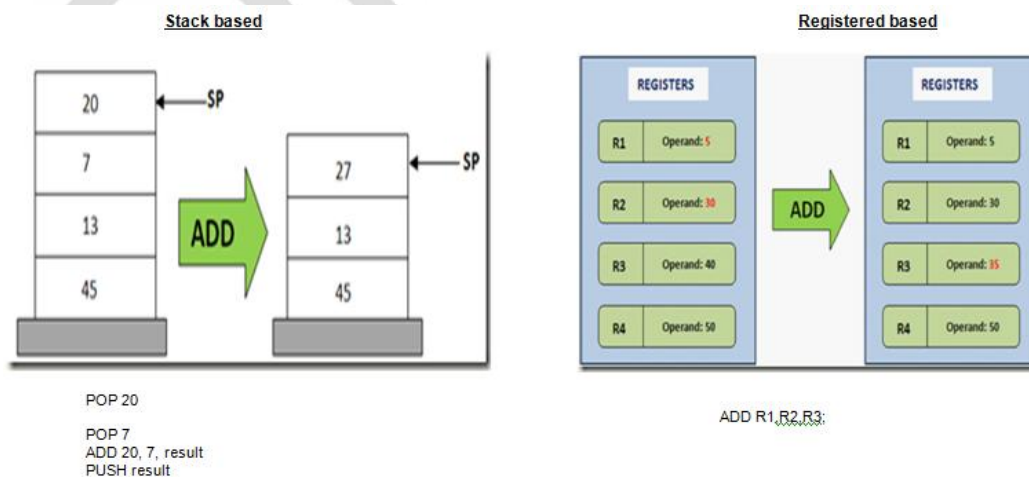 Stack based
20
SP
7
13
45
ADD
27
SP
13
45
POP 20
POP 7
ADD 20, 7, result
PUSH result
Registered based
REGISTERS
R1 Operand: 5
R2 Operand: 30
R3 Operand: 40
R4 Operand: 50
ADD
REGISTERS
R1 Operand: 5
R2 Operand: 30
R3 Operand: 35
R4 Operand: 50
ADD R1,R2,R3;